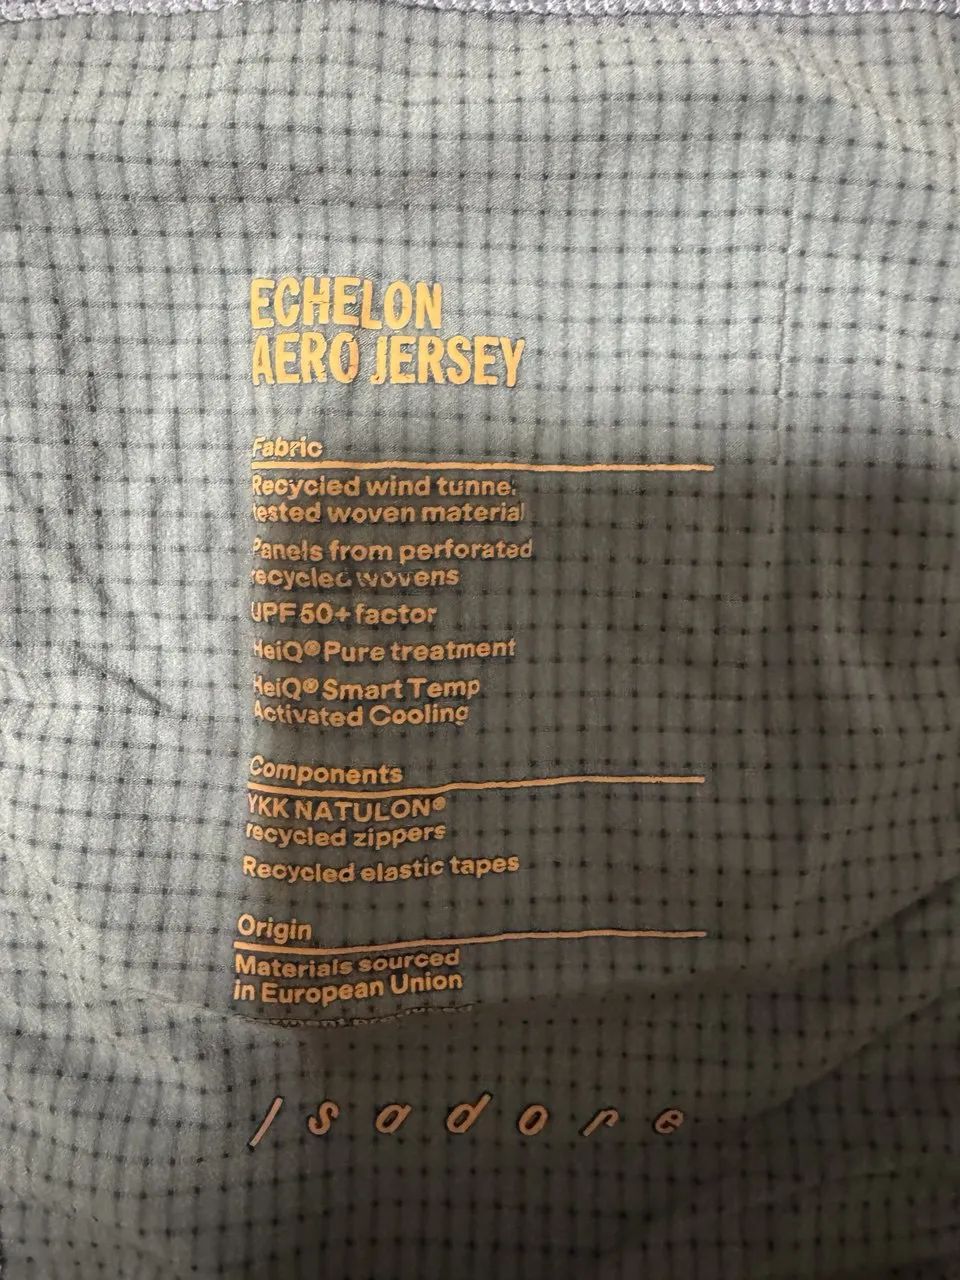 ECHELON
AERO JERSEY
Fabric
Recycled wind tunnel
tested woven material
Panels from perforated
recycled wovens
UPF 50+ factor
HeiQ® Pure treatment
HeiQ® Smart Temp
Activated Cooling
Components
YKK NATULON®
recycled zippers
Recycled elastic tapes
Origin
Materials sourced
in European Union
Isadore